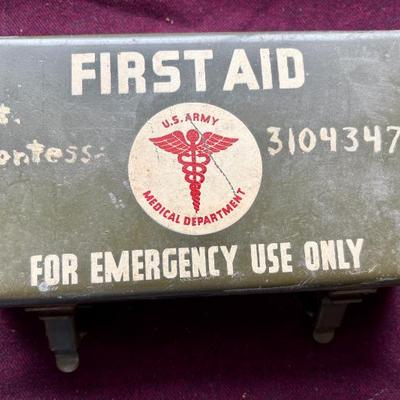 FIRST AID
t.
ontess
3104347
U.S. ARMY
MEDICAL DEPARTMENT
FOR EMERGENCY USE ONLY